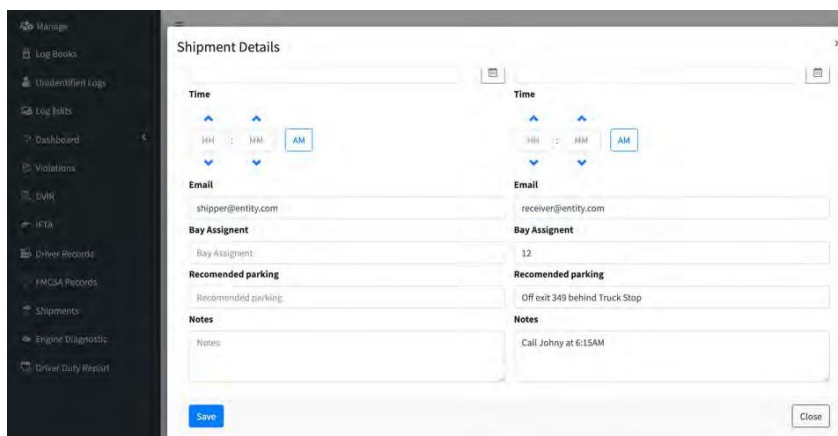 Manage
Log Books
Unidentified Logs
Log Edits
Dashboard
Violations
DVIR
IFTA
Driver Records
FMCSA Records
Shipments
Engine Diagnostic
Driver Duty Report
Shipment Details
Time
HH : MM AM
Email
shipper@entity.com
Bay Assignent
Bay Assignent
Recomended parking
Recomended parking
Notes
Notes
Time
HH : MM AM
Email
receiver@entity.com
Bay Assignent
12
Recomended parking
Off exit 349 behind Truck Stop
Notes
Call Johny at 6:15AM
Save
Close